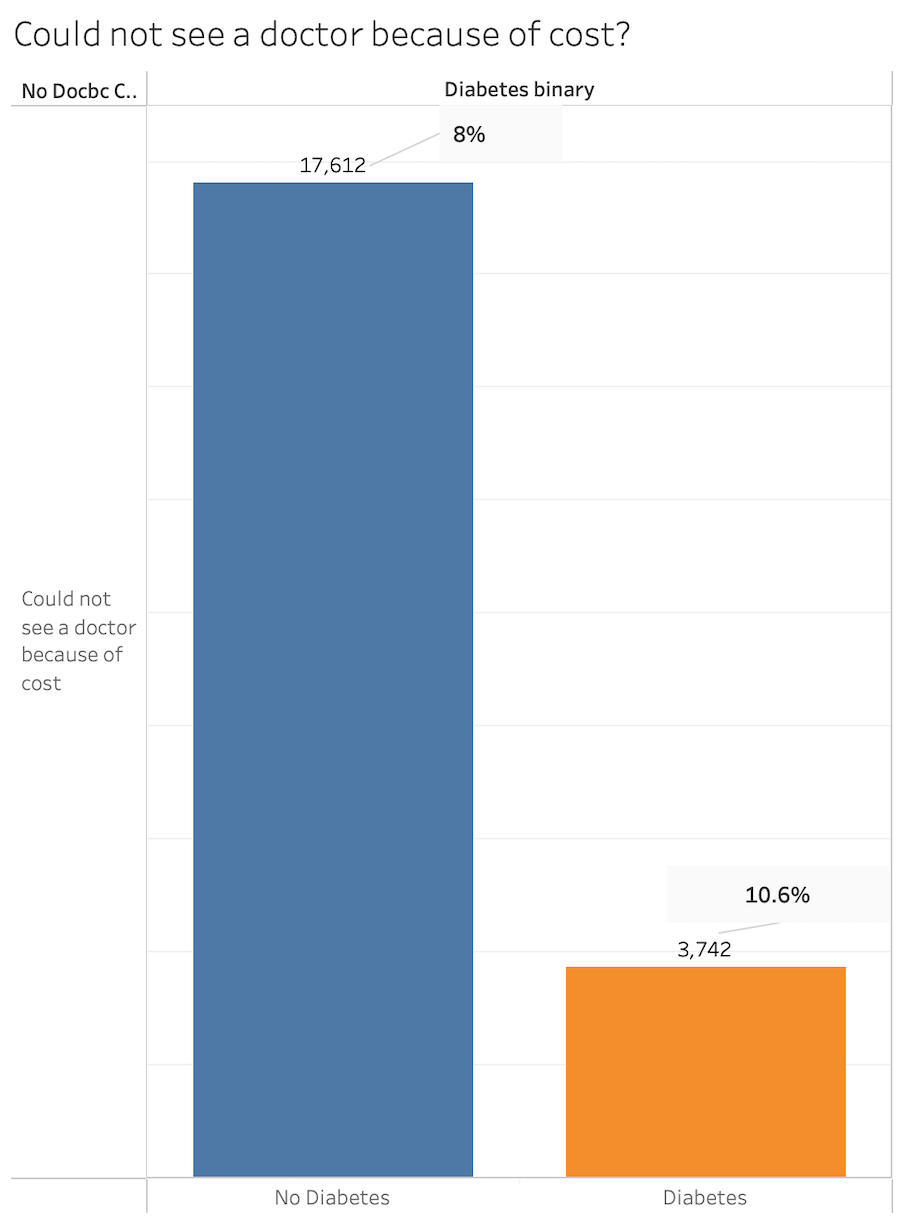 Could not see a doctor because of cost?
No Docbc C..
Diabetes binary
8%
17,612
Could not
see a doctor
because of
cost
10.6%
3,742
No Diabetes
Diabetes